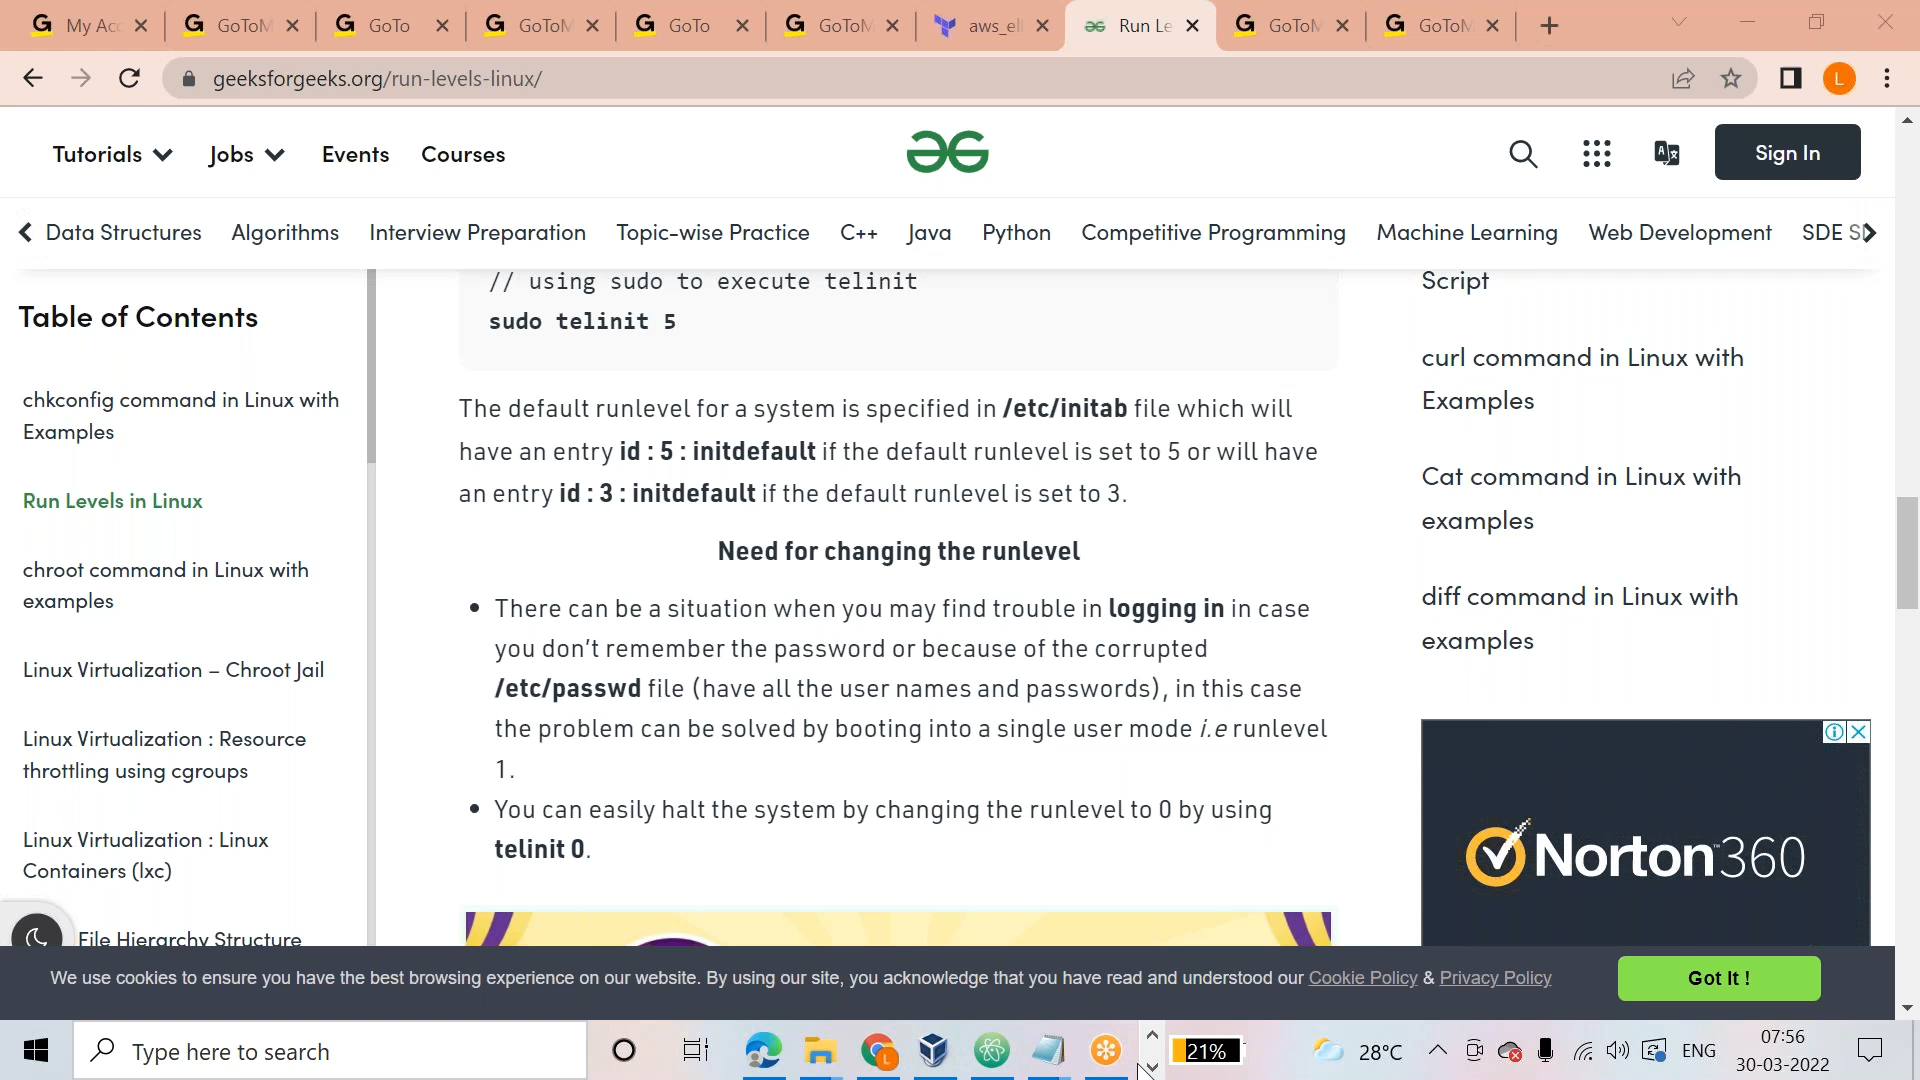 My Acc
GoToM
GoTo
GoToM
GoTo
GoToM
aws_el
Run Le
GoToM
GoToM
geeksforgeeks.org/run-levels-linux/
L
Tutorials
Jobs
Events
Courses
Sign In
Data Structures
Algorithms
Interview Preparation
Topic-wise Practice
C++
Java
Python
Competitive Programming
Machine Learning
Web Development
SDE S
Table of Contents
chkconfig command in Linux with
Examples
Run Levels in Linux
chroot command in Linux with
examples
Linux Virtualization – Chroot Jail
Linux Virtualization : Resource
throttling using cgroups
Linux Virtualization : Linux
Containers (lxc)
File Hierarchy Structure
// using sudo to execute telinit
sudo telinit 5
The default runlevel for a system is specified in /etc/initab file which will
have an entry id : 5 : initdefault if the default runlevel is set to 5 or will have
an entry id : 3 : initdefault if the default runlevel is set to 3.
Need for changing the runlevel
There can be a situation when you may find trouble in logging in in case
you don’t remember the password or because of the corrupted
/etc/passwd file (have all the user names and passwords), in this case
the problem can be solved by booting into a single user mode i.e runlevel
1.
You can easily halt the system by changing the runlevel to 0 by using
telinit 0.
Script
curl command in Linux with
Examples
Cat command in Linux with
examples
diff command in Linux with
examples
Norton™360
We use cookies to ensure you have the best browsing experience on our website. By using our site, you acknowledge that you have read and understood our Cookie Policy & Privacy Policy
Got It !
Type here to search
L
21%
28°C
ENG
07:56
30-03-2022